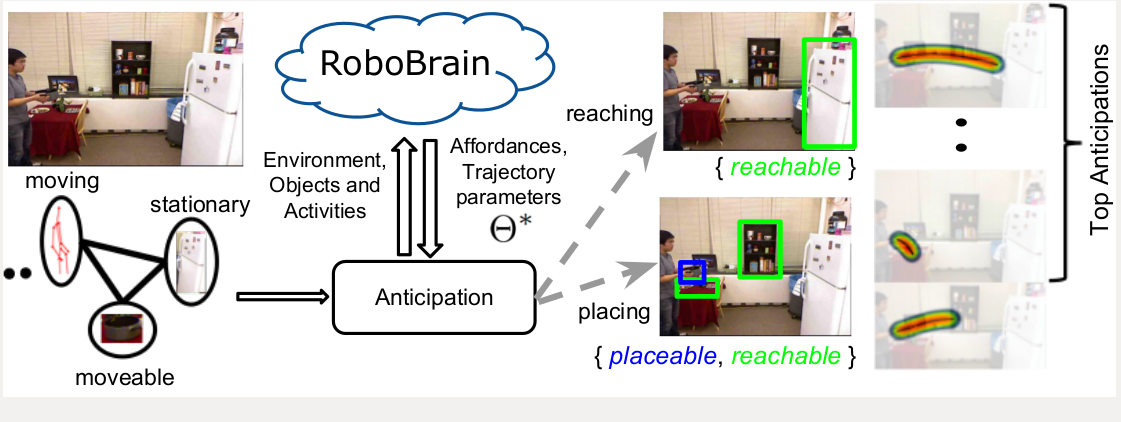 RoboBrain
moving
stationary
moveable
Environment,
Objects and
Activities
Affordances,
Trajectory
parameters
Θ*
Anticipation
reaching
{ reachable }
placing
{ placeable, reachable }
Top Anticipations